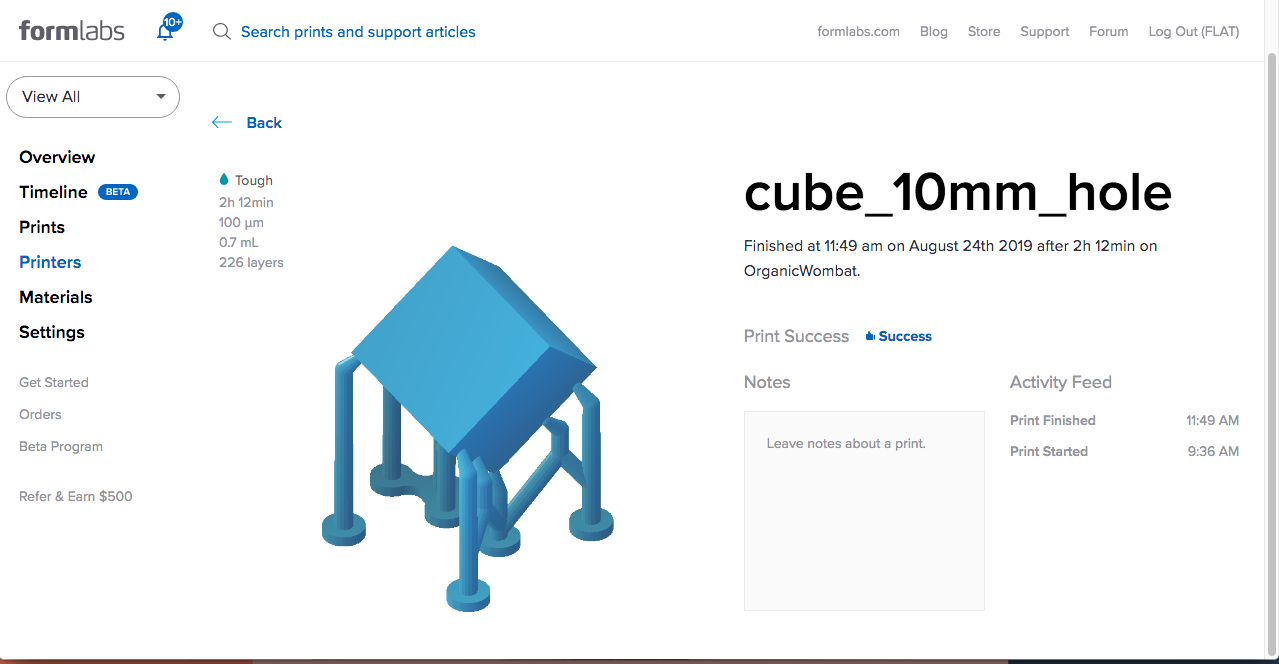 formlabs
10+
Search prints and support articles
formlabs.com Blog Store Support Forum Log Out (FLAT)
View All
Overview
Timeline BETA
Prints
Printers
Materials
Settings
Get Started
Orders
Beta Program
Refer & Earn $500
Back
Tough
2h 12min
100 µm
0.7 mL
226 layers
cube_10mm_hole
Finished at 11:49 am on August 24th 2019 after 2h 12min on
OrganicWombat.
Print Success Success
Notes
Leave notes about a print.
Activity Feed
Print Finished 11:49 AM
Print Started 9:36 AM